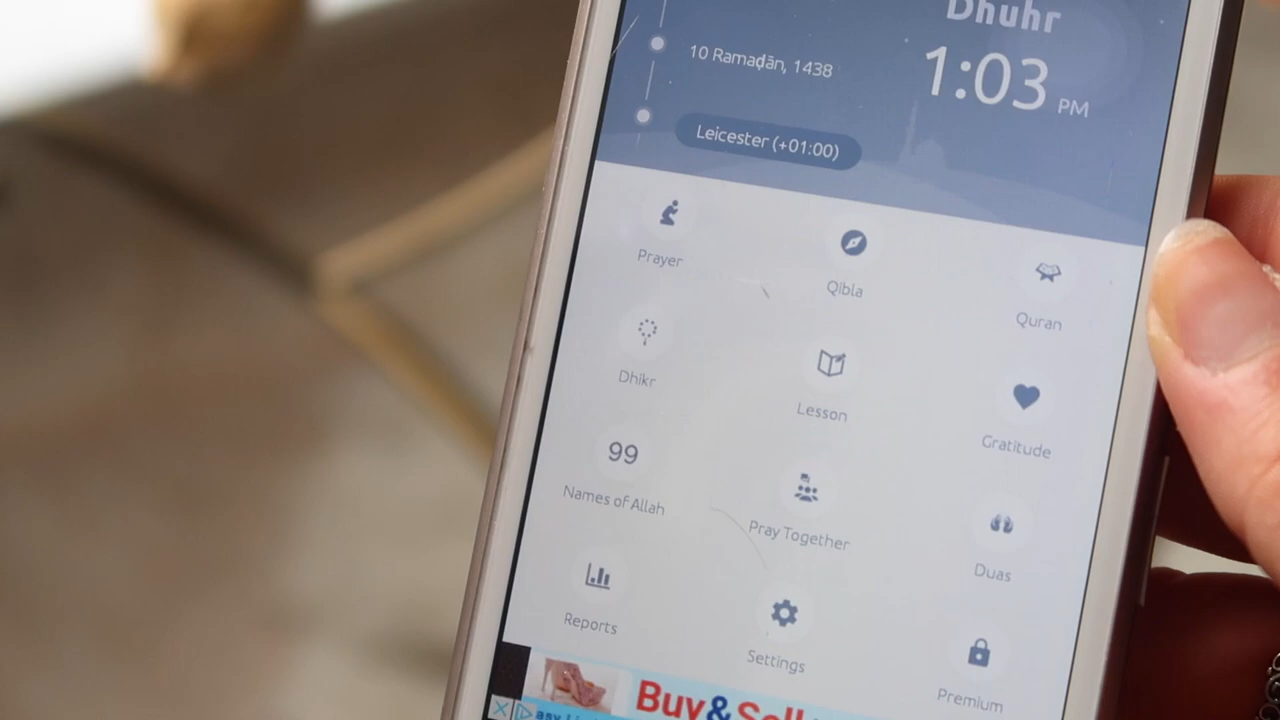 Dhuhr
10 Ramaḍān, 1438
1:03 PM
Leicester (+01:00)
Prayer
Qibla
Quran
Dhikr
Lesson
Gratitude
99
Names of Allah
Pray Together
Duas
Reports
Settings
Premium
Buy&Sell